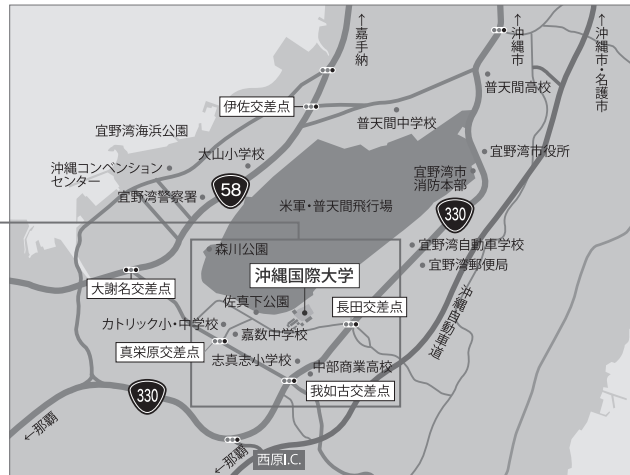 ←嘉手納
←沖縄市
←沖縄市・名護市
普天間高校
伊佐交差点
普天間中学校
宜野湾海浜公園
大山小学校
宜野湾市役所
沖縄コンベンション
センター
宜野湾市
消防本部
58
宜野湾警察署
米軍・普天間飛行場
330
森川公園
宜野湾自動車学校
沖縄国際大学
宜野湾郵便局
大謝名交差点
佐真下公園
長田交差点
沖縄自動車道
カトリック小・中学校
嘉数中学校
真栄原交差点
志真志小学校
中部商業高校
330
我如古交差点
←那覇
←那覇
西原I.C.